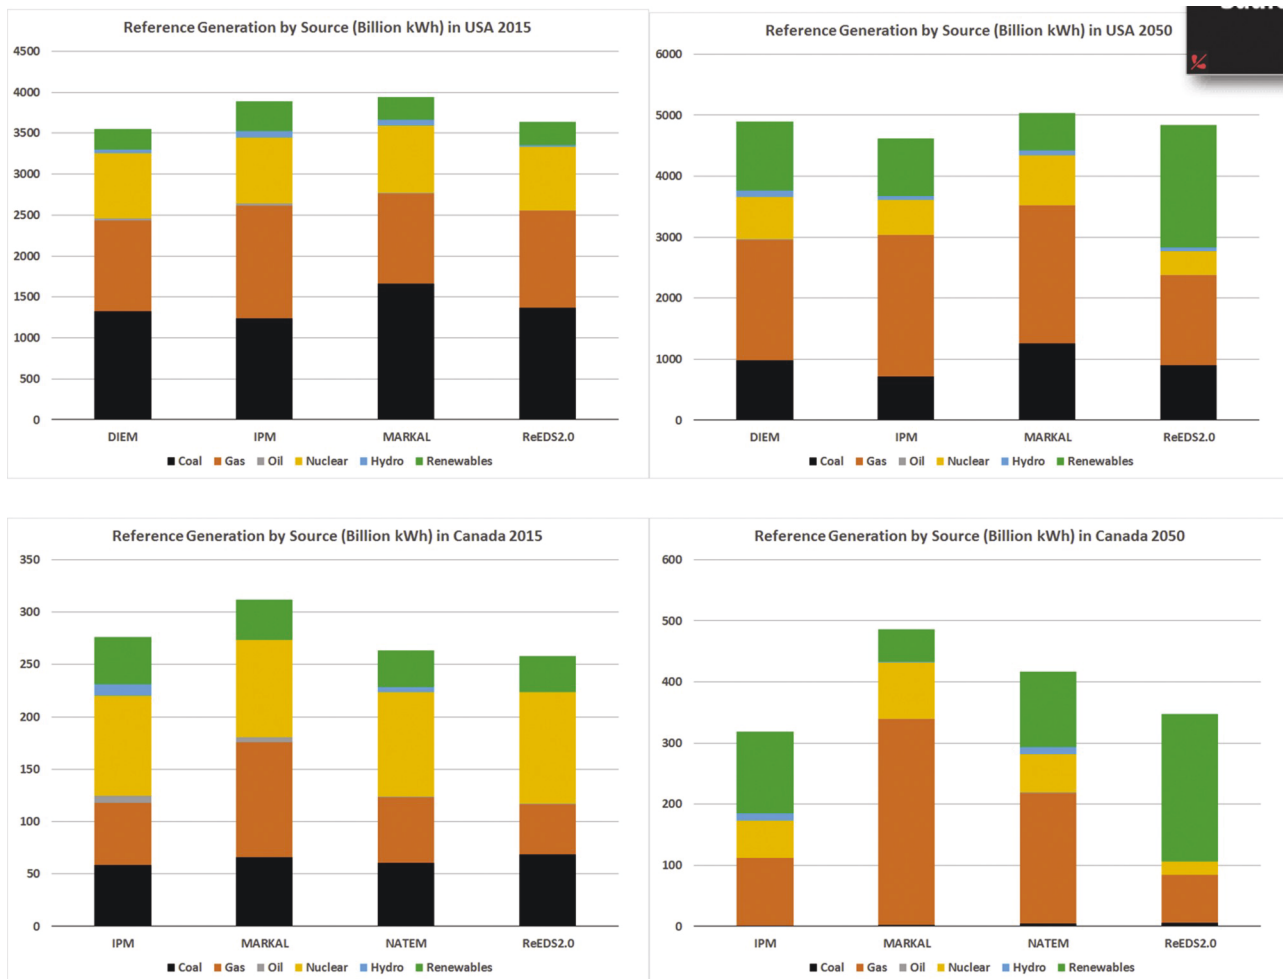 Reference Generation by Source (Billion kWh) in USA 2015
4500
4000
3500
3000
2500
2000
1500
1000
500
0
DIEM IPM MARKAL ReEDS2.0
Coal Gas Oil Nuclear Hydro Renewables
Reference Generation by Source (Billion kWh) in USA 2050
6000
5000
4000
3000
2000
1000
0
DIEM IPM MARKAL ReEDS2.0
Coal Gas Oil Nuclear Hydro Renewables
Reference Generation by Source (Billion kWh) in Canada 2015
350
300
250
200
150
100
50
0
IPM MARKAL NATEM ReEDS2.0
Coal Gas Oil Nuclear Hydro Renewables
Reference Generation by Source (Billion kWh) in Canada 2050
600
500
400
300
200
100
0
IPM MARKAL NATEM ReEDS2.0
Coal Gas Oil Nuclear Hydro Renewables